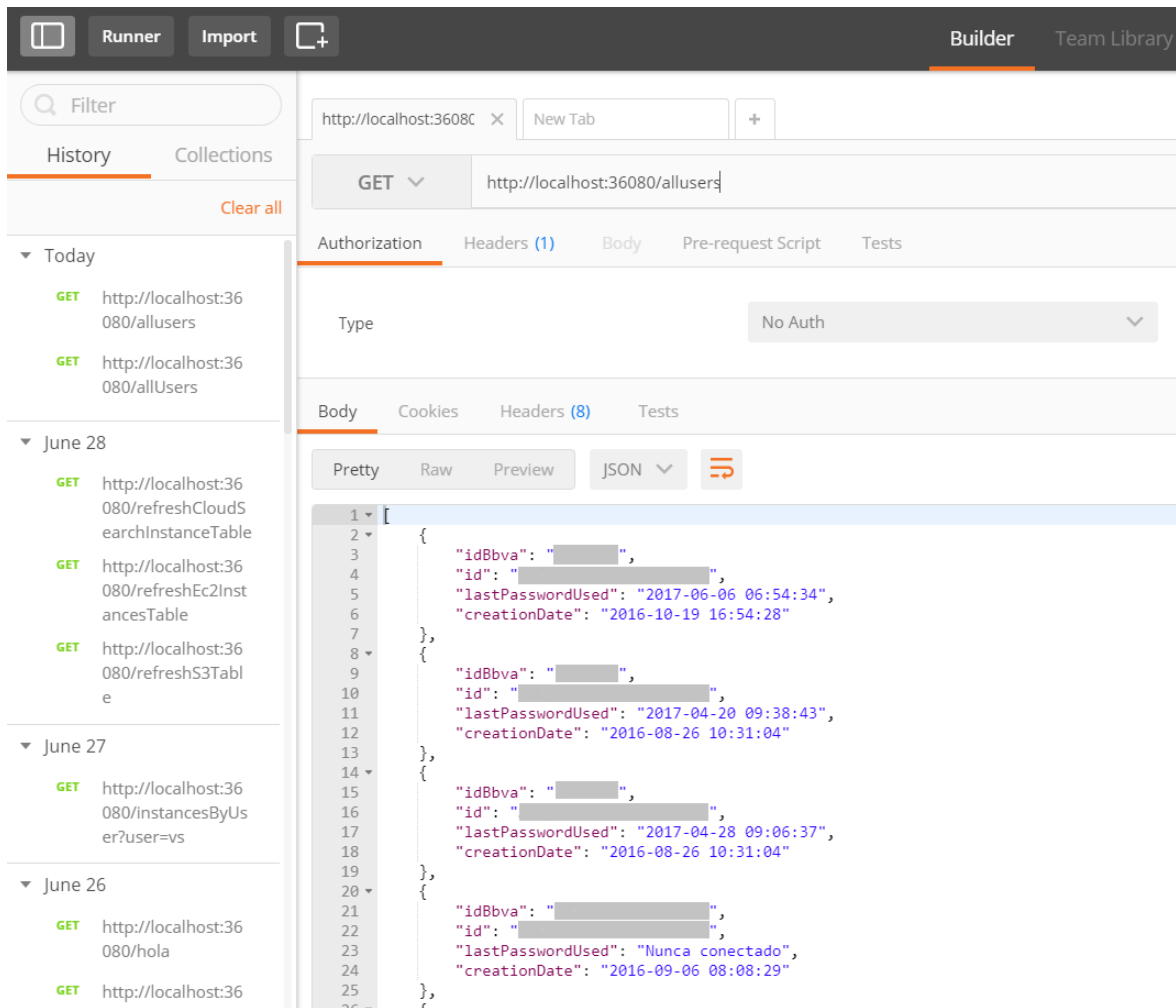 Runner Import Builder Team Library
Filter
History Collections
Clear all
Today
GET http://localhost:36
080/allusers
GET http://localhost:36
080/allUsers
June 28
GET http://localhost:36
080/refreshCloudS
earchInstanceTable
GET http://localhost:36
080/refreshEc2Inst
ancesTable
GET http://localhost:36
080/refreshS3Tabl
e
June 27
GET http://localhost:36
080/instancesByUs
er?user=vs
June 26
GET http://localhost:36
080/hola
GET http://localhost:36
http://localhost:3608 New Tab +
GET http://localhost:36080/allusers
Authorization Headers (1) Body Pre-request Script Tests
Type No Auth
Body Cookies Headers (8) Tests
Pretty Raw Preview JSON
1 [
2 {
3 "idBbva": " ",
4 "id": " ",
5 "lastPasswordUsed": "2017-06-06 06:54:34",
6 "creationDate": "2016-10-19 16:54:28"
7 },
8 {
9 "idBbva": " ",
10 "id": " ",
11 "lastPasswordUsed": "2017-04-20 09:38:43",
12 "creationDate": "2016-08-26 10:31:04"
13 },
14 {
15 "idBbva": " ",
16 "id": " ",
17 "lastPasswordUsed": "2017-04-28 09:06:37",
18 "creationDate": "2016-08-26 10:31:04"
19 },
20 {
21 "idBbva": " ",
22 "id": " ",
23 "lastPasswordUsed": "Nunca conectado",
24 "creationDate": "2016-09-06 08:08:29"
25 },